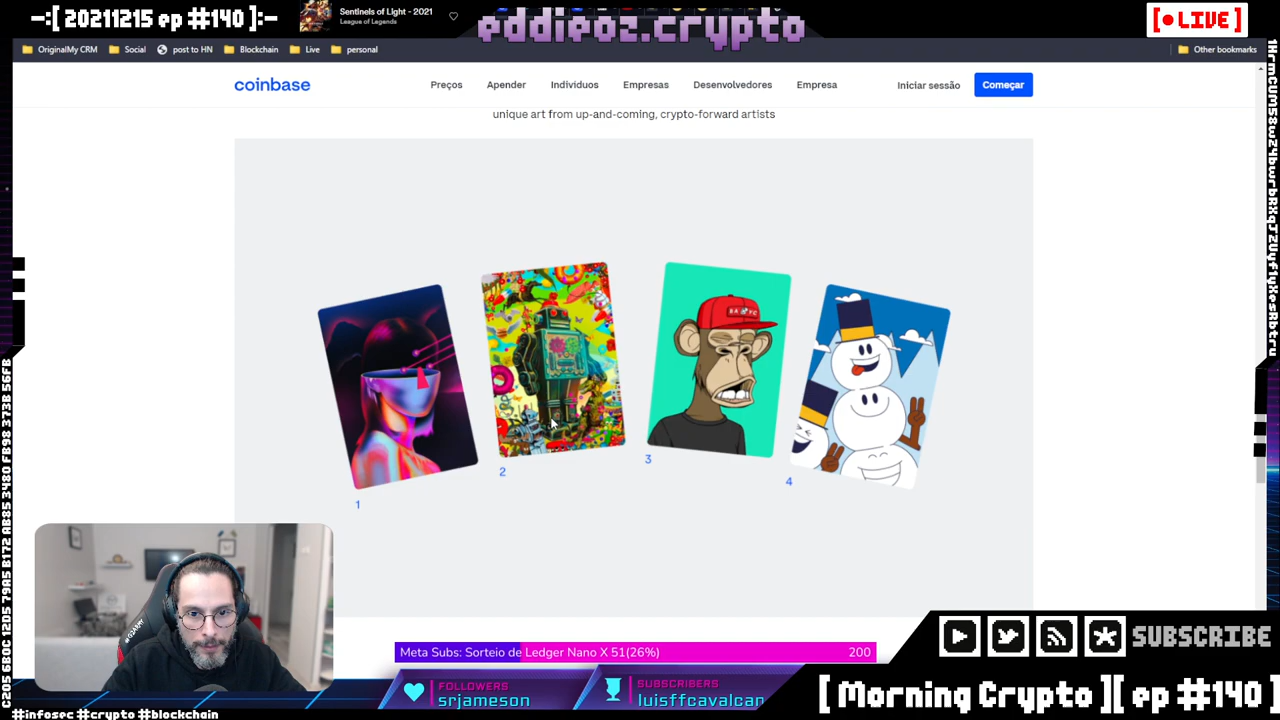 -:[ 20211215 ep #140 ]:-
Sentinels of Light - 2021
League of Legends
eddieoz.crypto
[● LIVE ]
OriginalMy CRM
Social
post to HN
Blockchain
Live
personal
Other bookmarks
coinbase
Preços
Apender
Indivíduos
Empresas
Desenvolvedores
Empresa
Iniciar sessão
Começar
unique art from up-and-coming, crypto-forward artists
BAYC
1
2
3
4
Meta Subs: Sorteio de Ledger Nano X 51(26%)
200
FOLLOWERS
srjameson
SUBSCRIBERS
luisffcavalcan
SUBSCRIBE
[ Morning Crypto ][ ep #140 ]
#infosec #crypto #blockchain